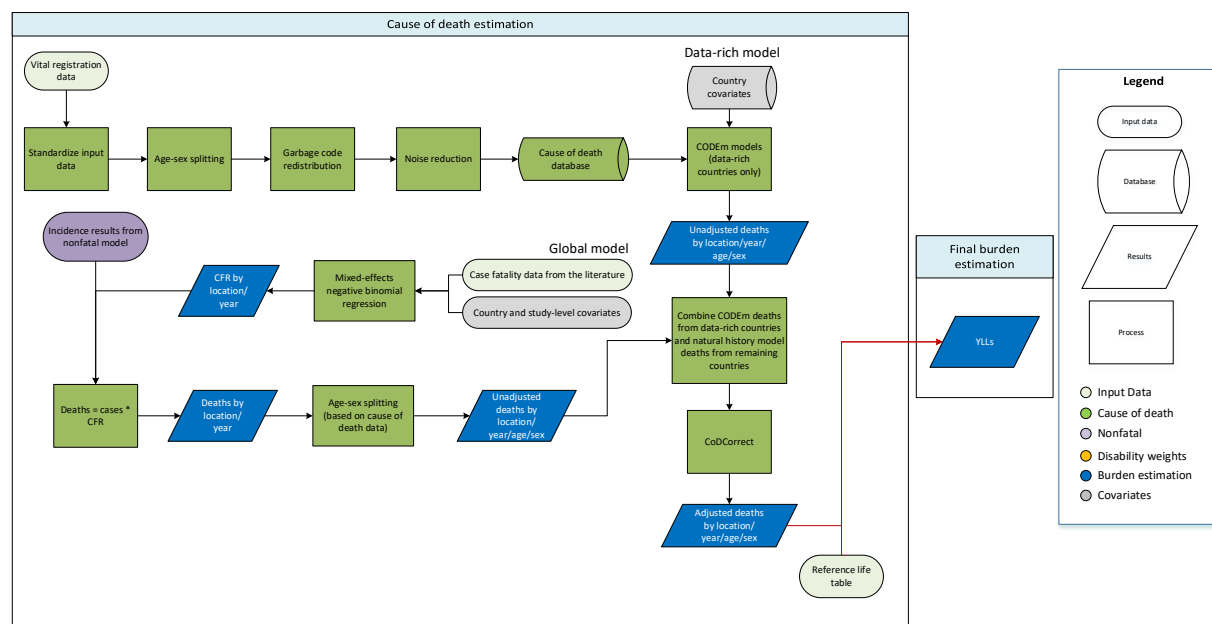 Cause of death estimation
Vital registration
data
Data-rich model
Country
covariates
Standardize input
data
Age-sex splitting
Garbage code
redistribution
Noise reduction
Cause of death
database
CODEm models
(data-rich
countries only)
Incidence results from
nonfatal model
Global model
Unadjusted deaths
by location/year/
age/sex
CFR by
location/
year
Mixed-effects
negative binomial
regression
Case fatality data from the literature
Country and study-level covariates
Combine CODEm deaths
from data-rich countries
and natural history model
deaths from remaining
countries
Deaths = cases *
CFR
Deaths by
location/
year
Age-sex splitting
(based on cause of
death data)
Unadjusted
deaths by
location/
year/age/sex
CoDCorrect
Adjusted deaths
by location/
year/age/sex
Reference life
table
Final burden
estimation
YLLs
Legend
Input data
Database
Results
Process
Input Data
Cause of death
Nonfatal
Disability weights
Burden estimation
Covariates